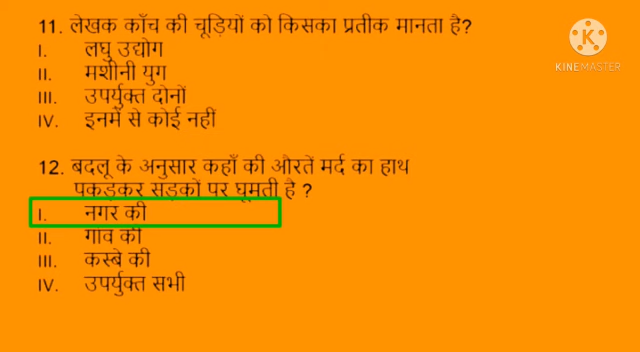 11. लेखक काँच की चूड़ियों को किसका प्रतीक मानता है?
I. लघु उद्योग
II. मशीनी युग
III. उपर्युक्त दोनों
IV. इनमें से कोई नहीं
12. बदलू के अनुसार कहाँ की औरतें मर्द का हाथ
पकड़कर सड़कों पर घूमती है ?
I. नगर की
II. गांव की
III. कस्बे की
IV. उपर्युक्त सभी
K
KINEMASTER